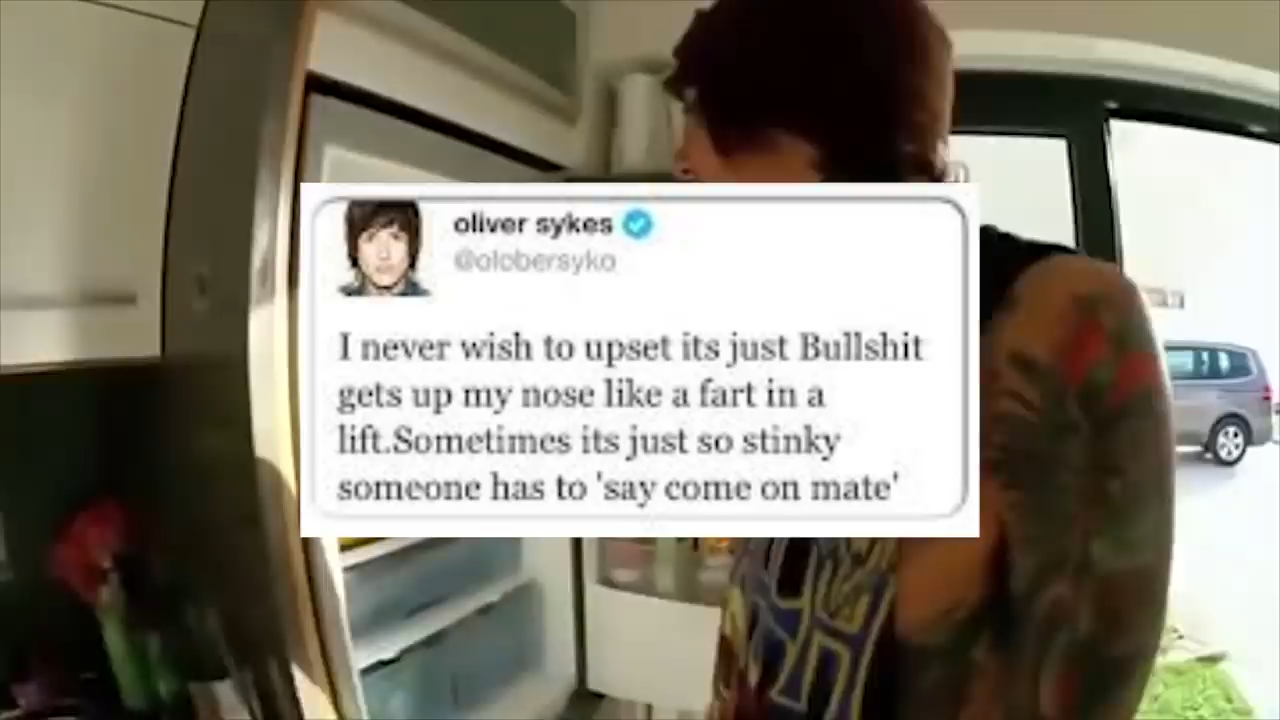 oliver sykes
@olobersyko
I never wish to upset its just Bullshit
gets up my nose like a fart in a
lift.Sometimes its just so stinky
someone has to 'say come on mate'